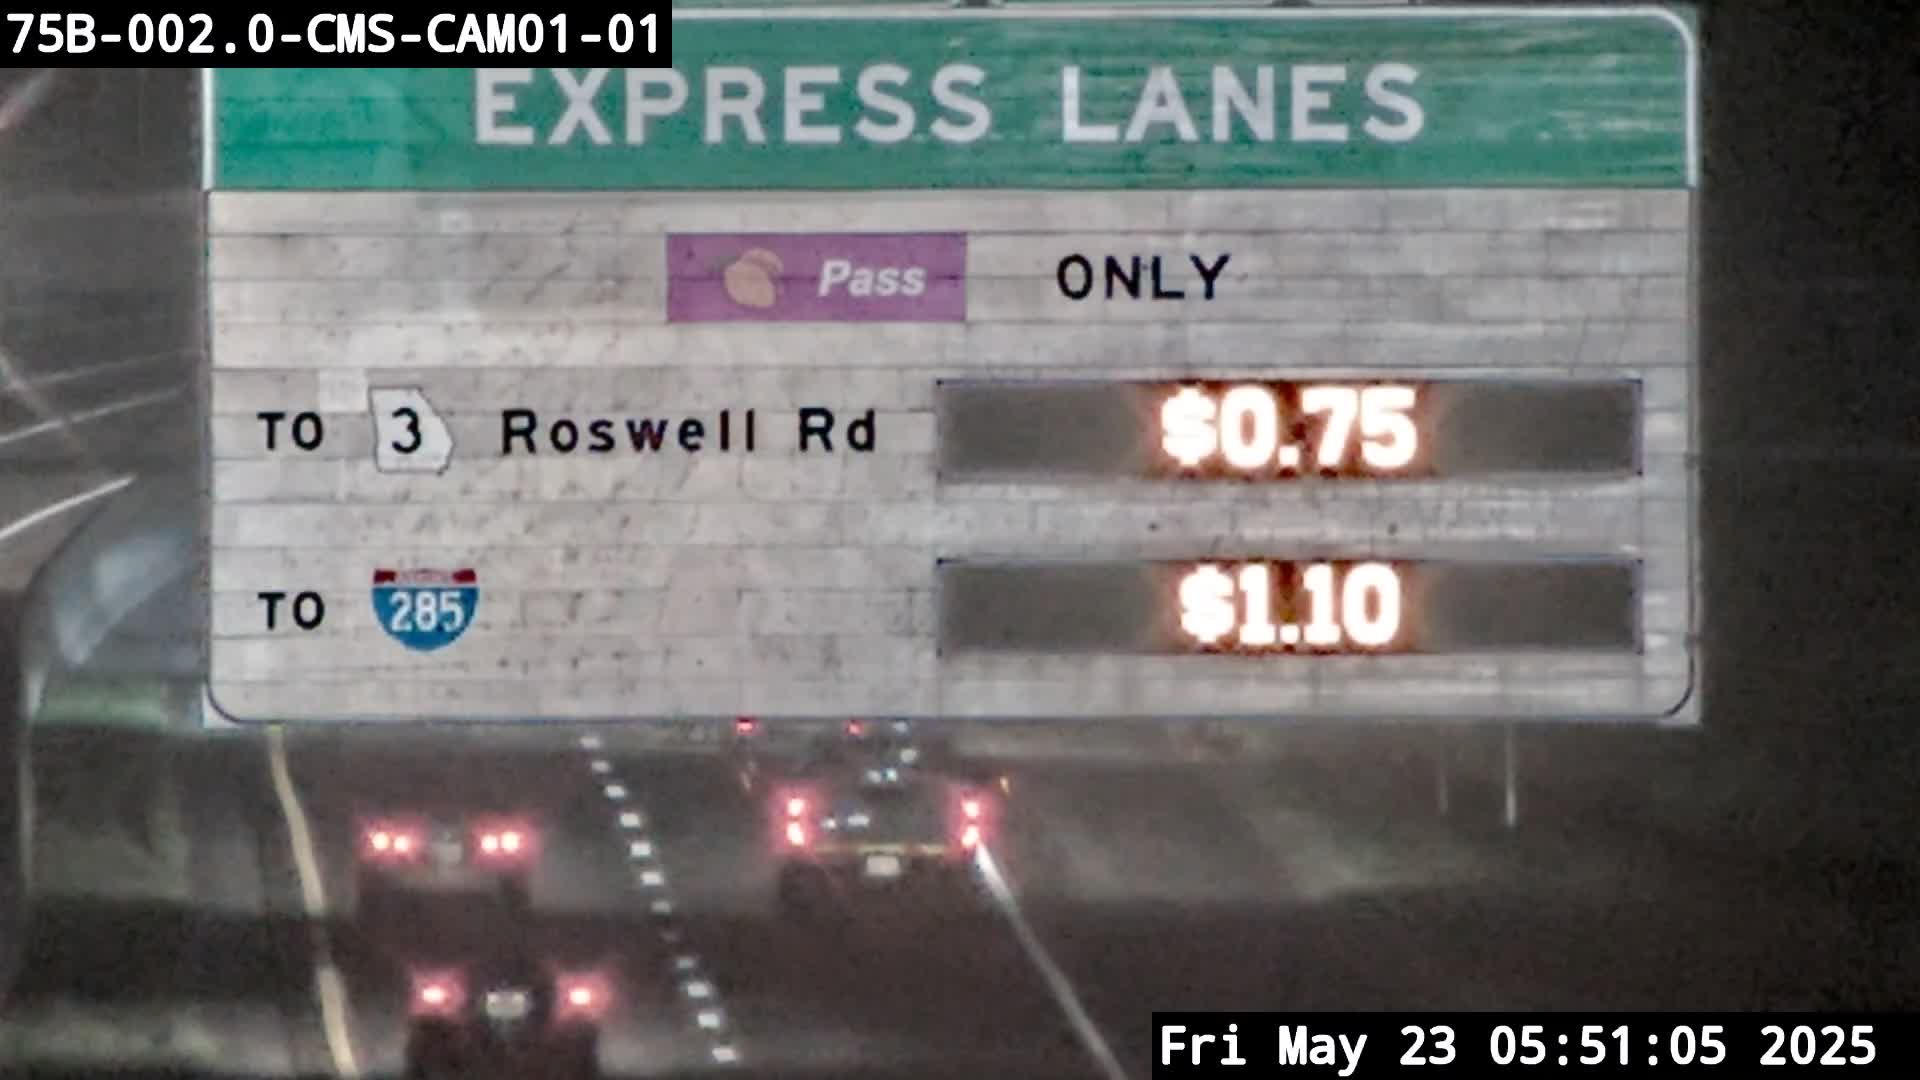 75B-002.0-CMS-CAM01-01
EXPRESS LANES
Pass ONLY
TO 3 Roswell Rd $0.75
TO 285 $1.10
Fri May 23 05:51:05 2025